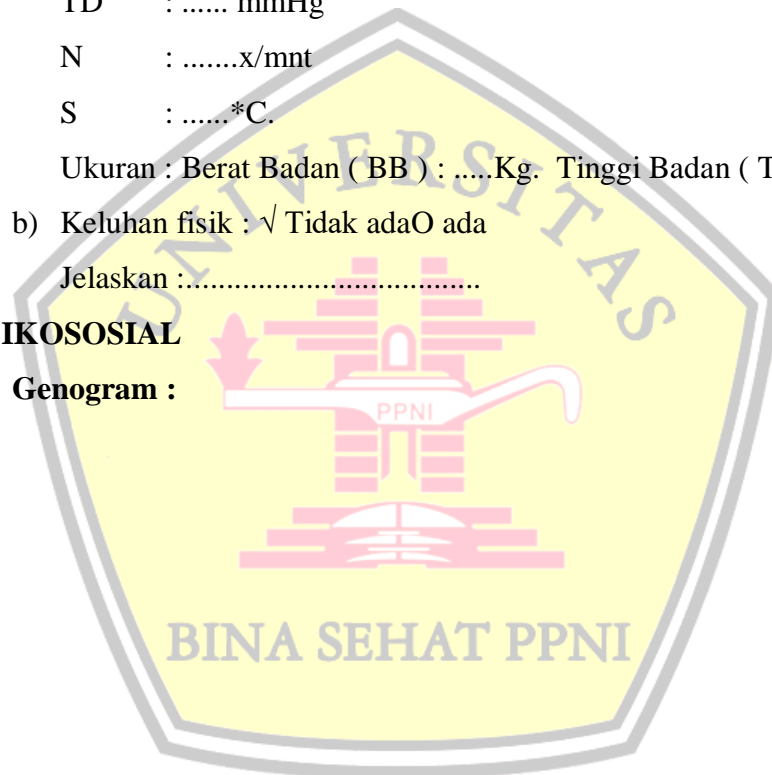 TD : ...... mmHg
N : .......x/mnt
S : ......*C.
Ukuran : Berat Badan ( BB ) : .....Kg. Tinggi Badan ( T
b) Keluhan fisik : √ Tidak adaO ada
Jelaskan :....................................
IKOSOSIAL
Genogram :
UNIVERSITAS
PPNI
BINA SEHAT PPNI